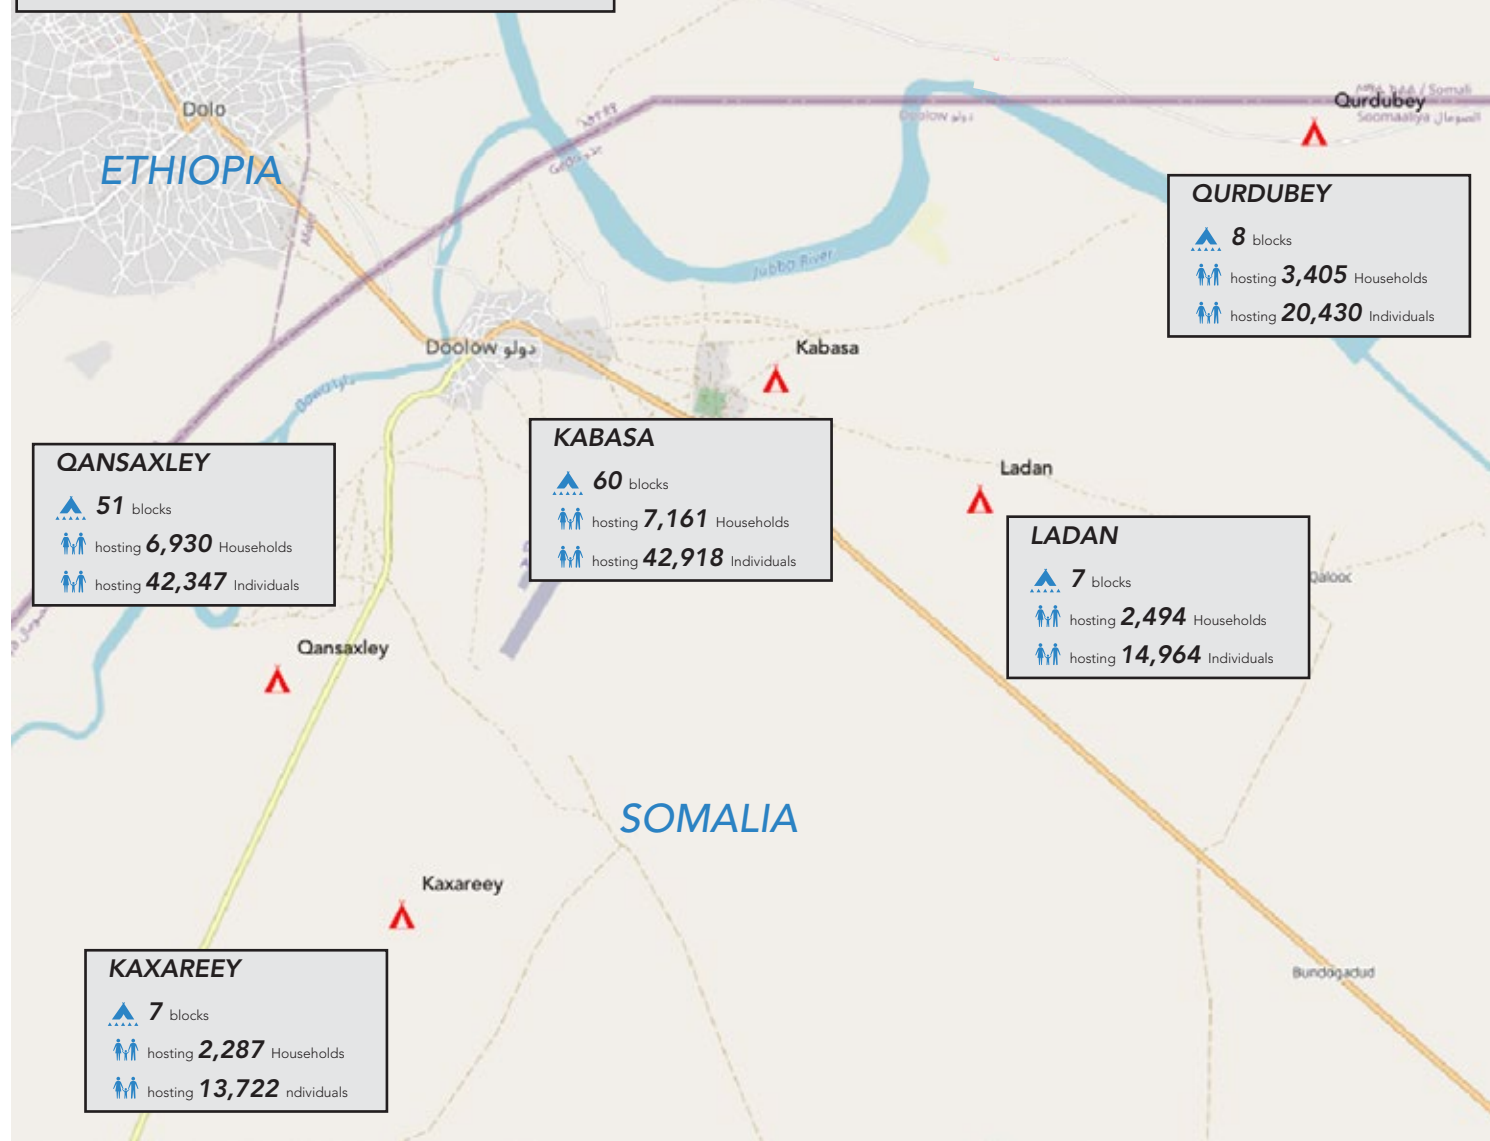 Dolo
ETHIOPIA
Qurdubey
Jubba River
QURDUBEY
8 blocks
hosting 3,405 Households
hosting 20,430 Individuals
Doolow دولو
Kabasa
KABASA
60 blocks
hosting 7,161 Households
hosting 42,918 Individuals
QANSAXLEY
51 blocks
hosting 6,930 Households
hosting 42,347 Individuals
Ladan
LADAN
7 blocks
hosting 2,494 Households
hosting 14,964 Individuals
Qalooc
Qansaxley
SOMALIA
Kaxareey
KAXAREEY
7 blocks
hosting 2,287 Households
hosting 13,722 ndividuals
Bundogadud